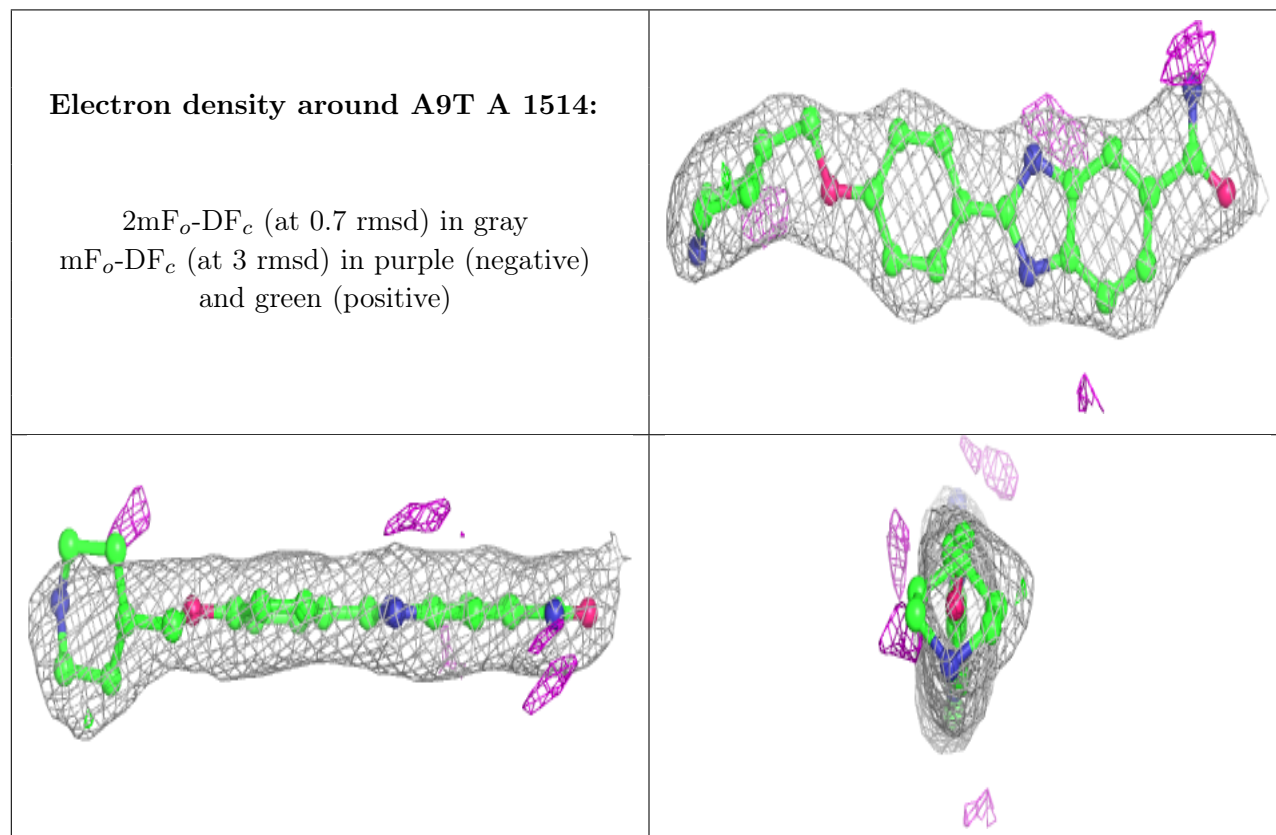 Electron density around A9T A 1514:
2mFo-DFc (at 0.7 rmsd) in gray
mFo-DFc (at 3 rmsd) in purple (negative)
and green (positive)